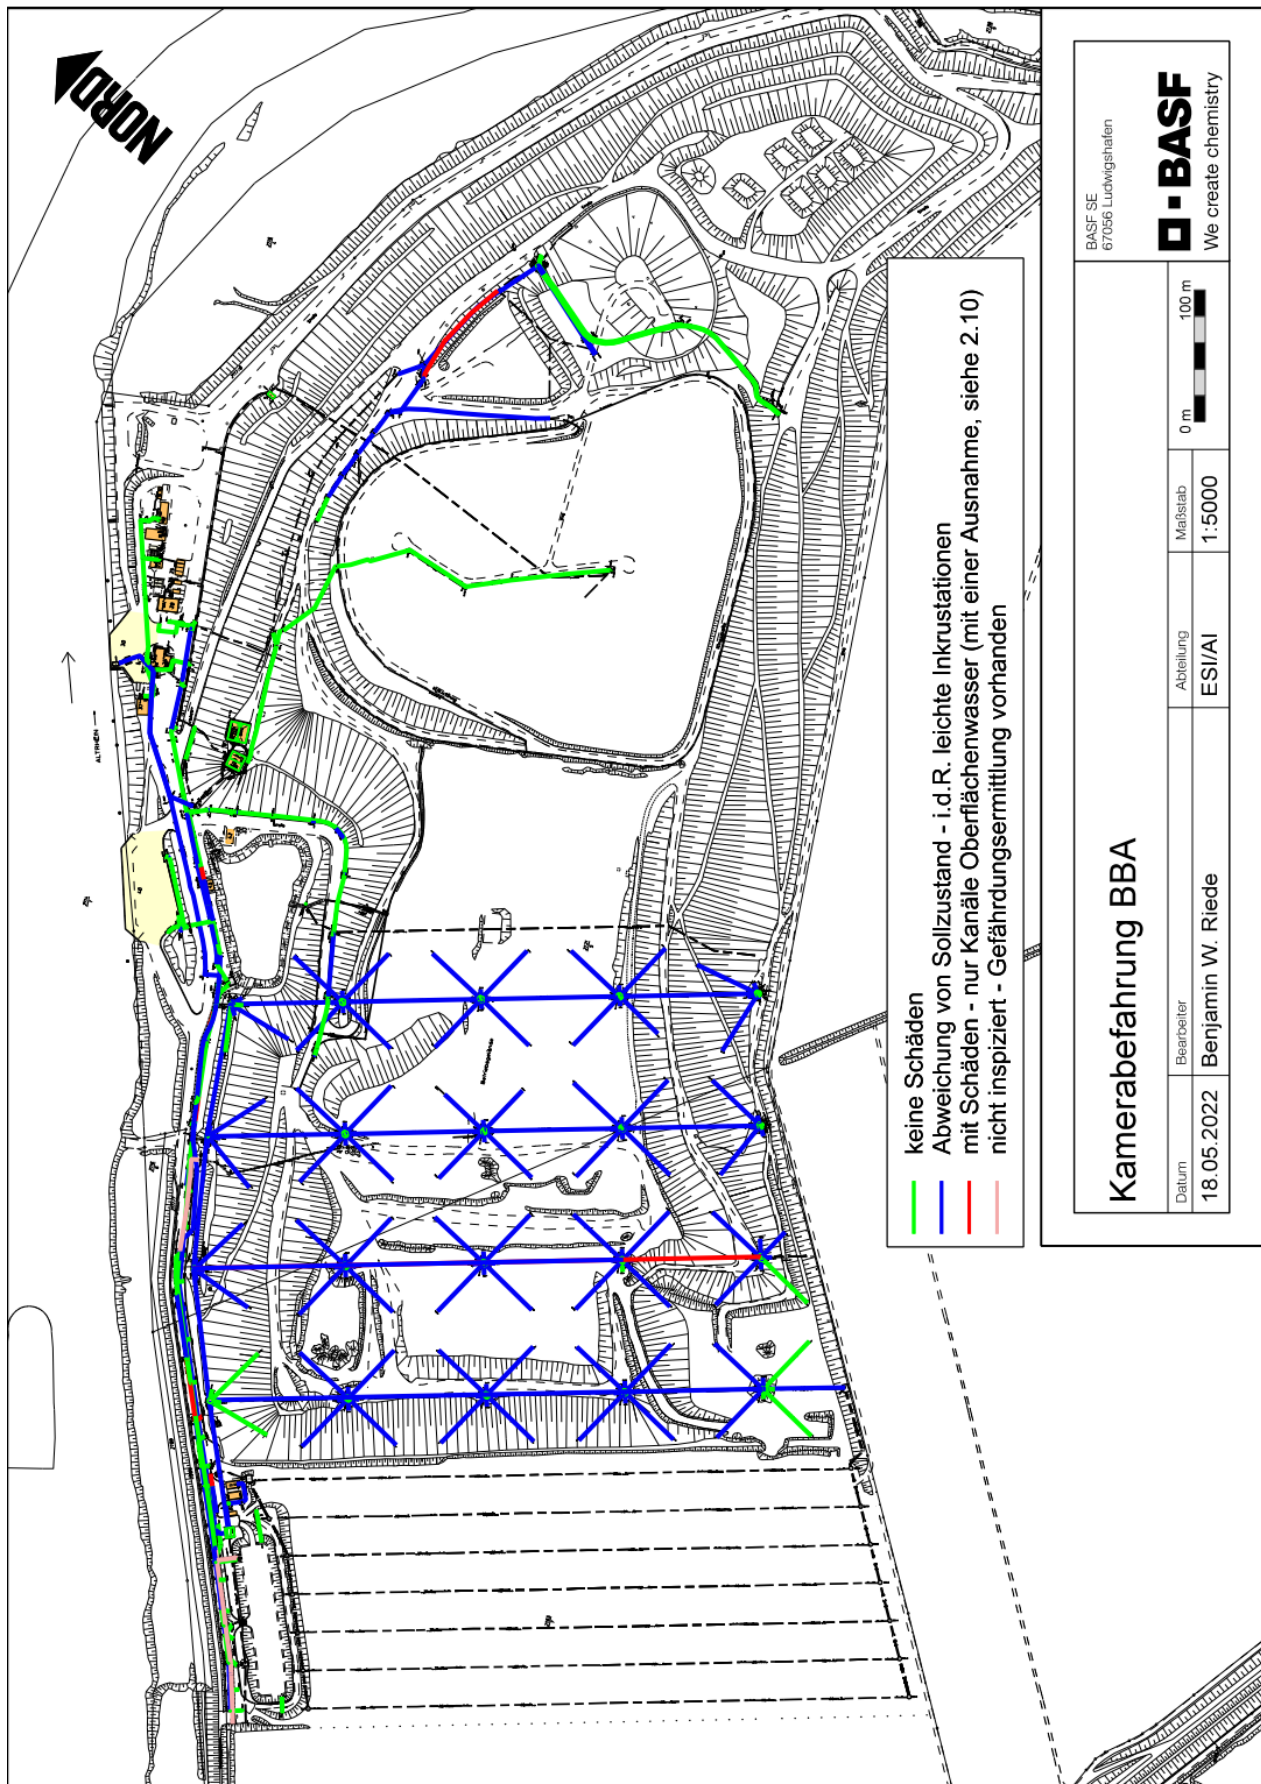 NORD
ALTRHEIN
keine Schäden
Abweichung von Sollzustand - i.d.R. leichte Inkrustationen
mit Schäden - nur Kanäle Oberflächenwasser (mit einer Ausnahme, siehe 2.10)
nicht inspiziert - Gefährdungsermittlung vorhanden
Kamerabefahrung BBA
BASF SE
67056 Ludwigshafen
BASF
We create chemistry
Datum
18.05.2022
Bearbeiter
Benjamin W. Riede
Abteilung
ESI/AI
Maßstab
1:5000
0 m
100 m